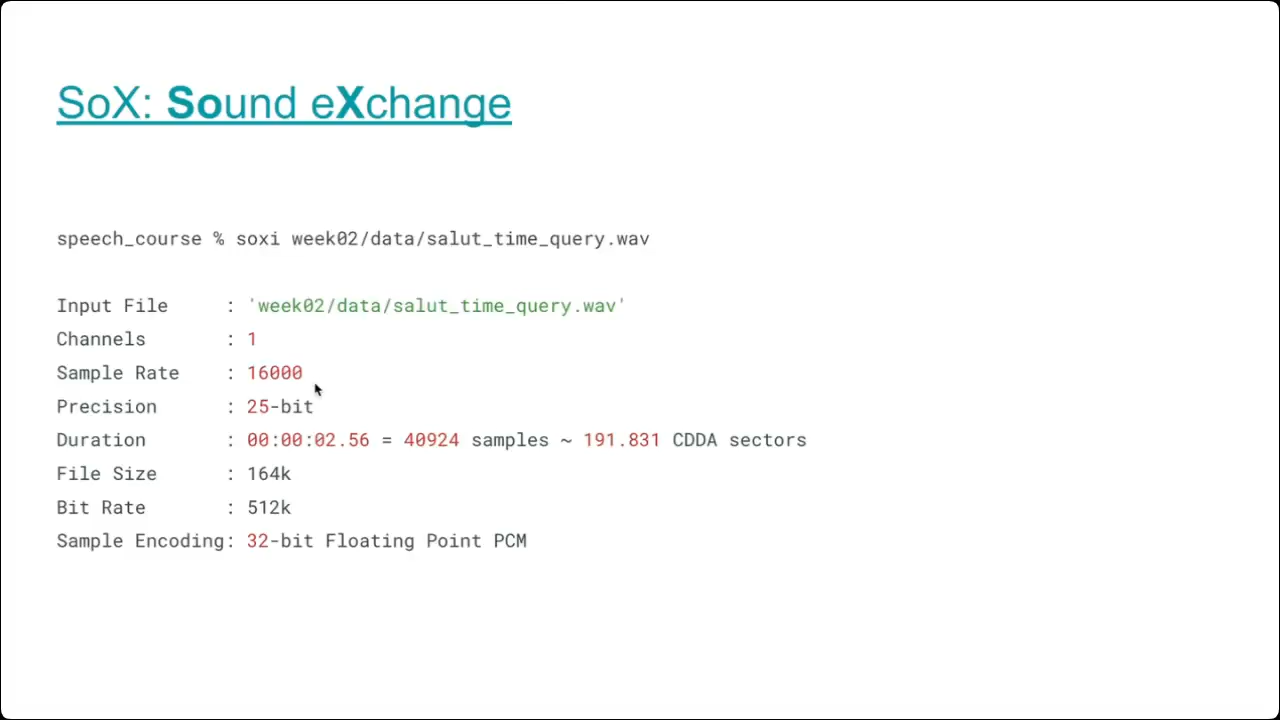 SoX: Sound eXchange
speech_course % soxi week02/data/salut_time_query.wav
Input File     : 'week02/data/salut_time_query.wav'
Channels       : 1
Sample Rate    : 16000
Precision      : 25-bit
Duration       : 00:00:02.56 = 40924 samples ~ 191.831 CDDA sectors
File Size      : 164k
Bit Rate       : 512k
Sample Encoding: 32-bit Floating Point PCM